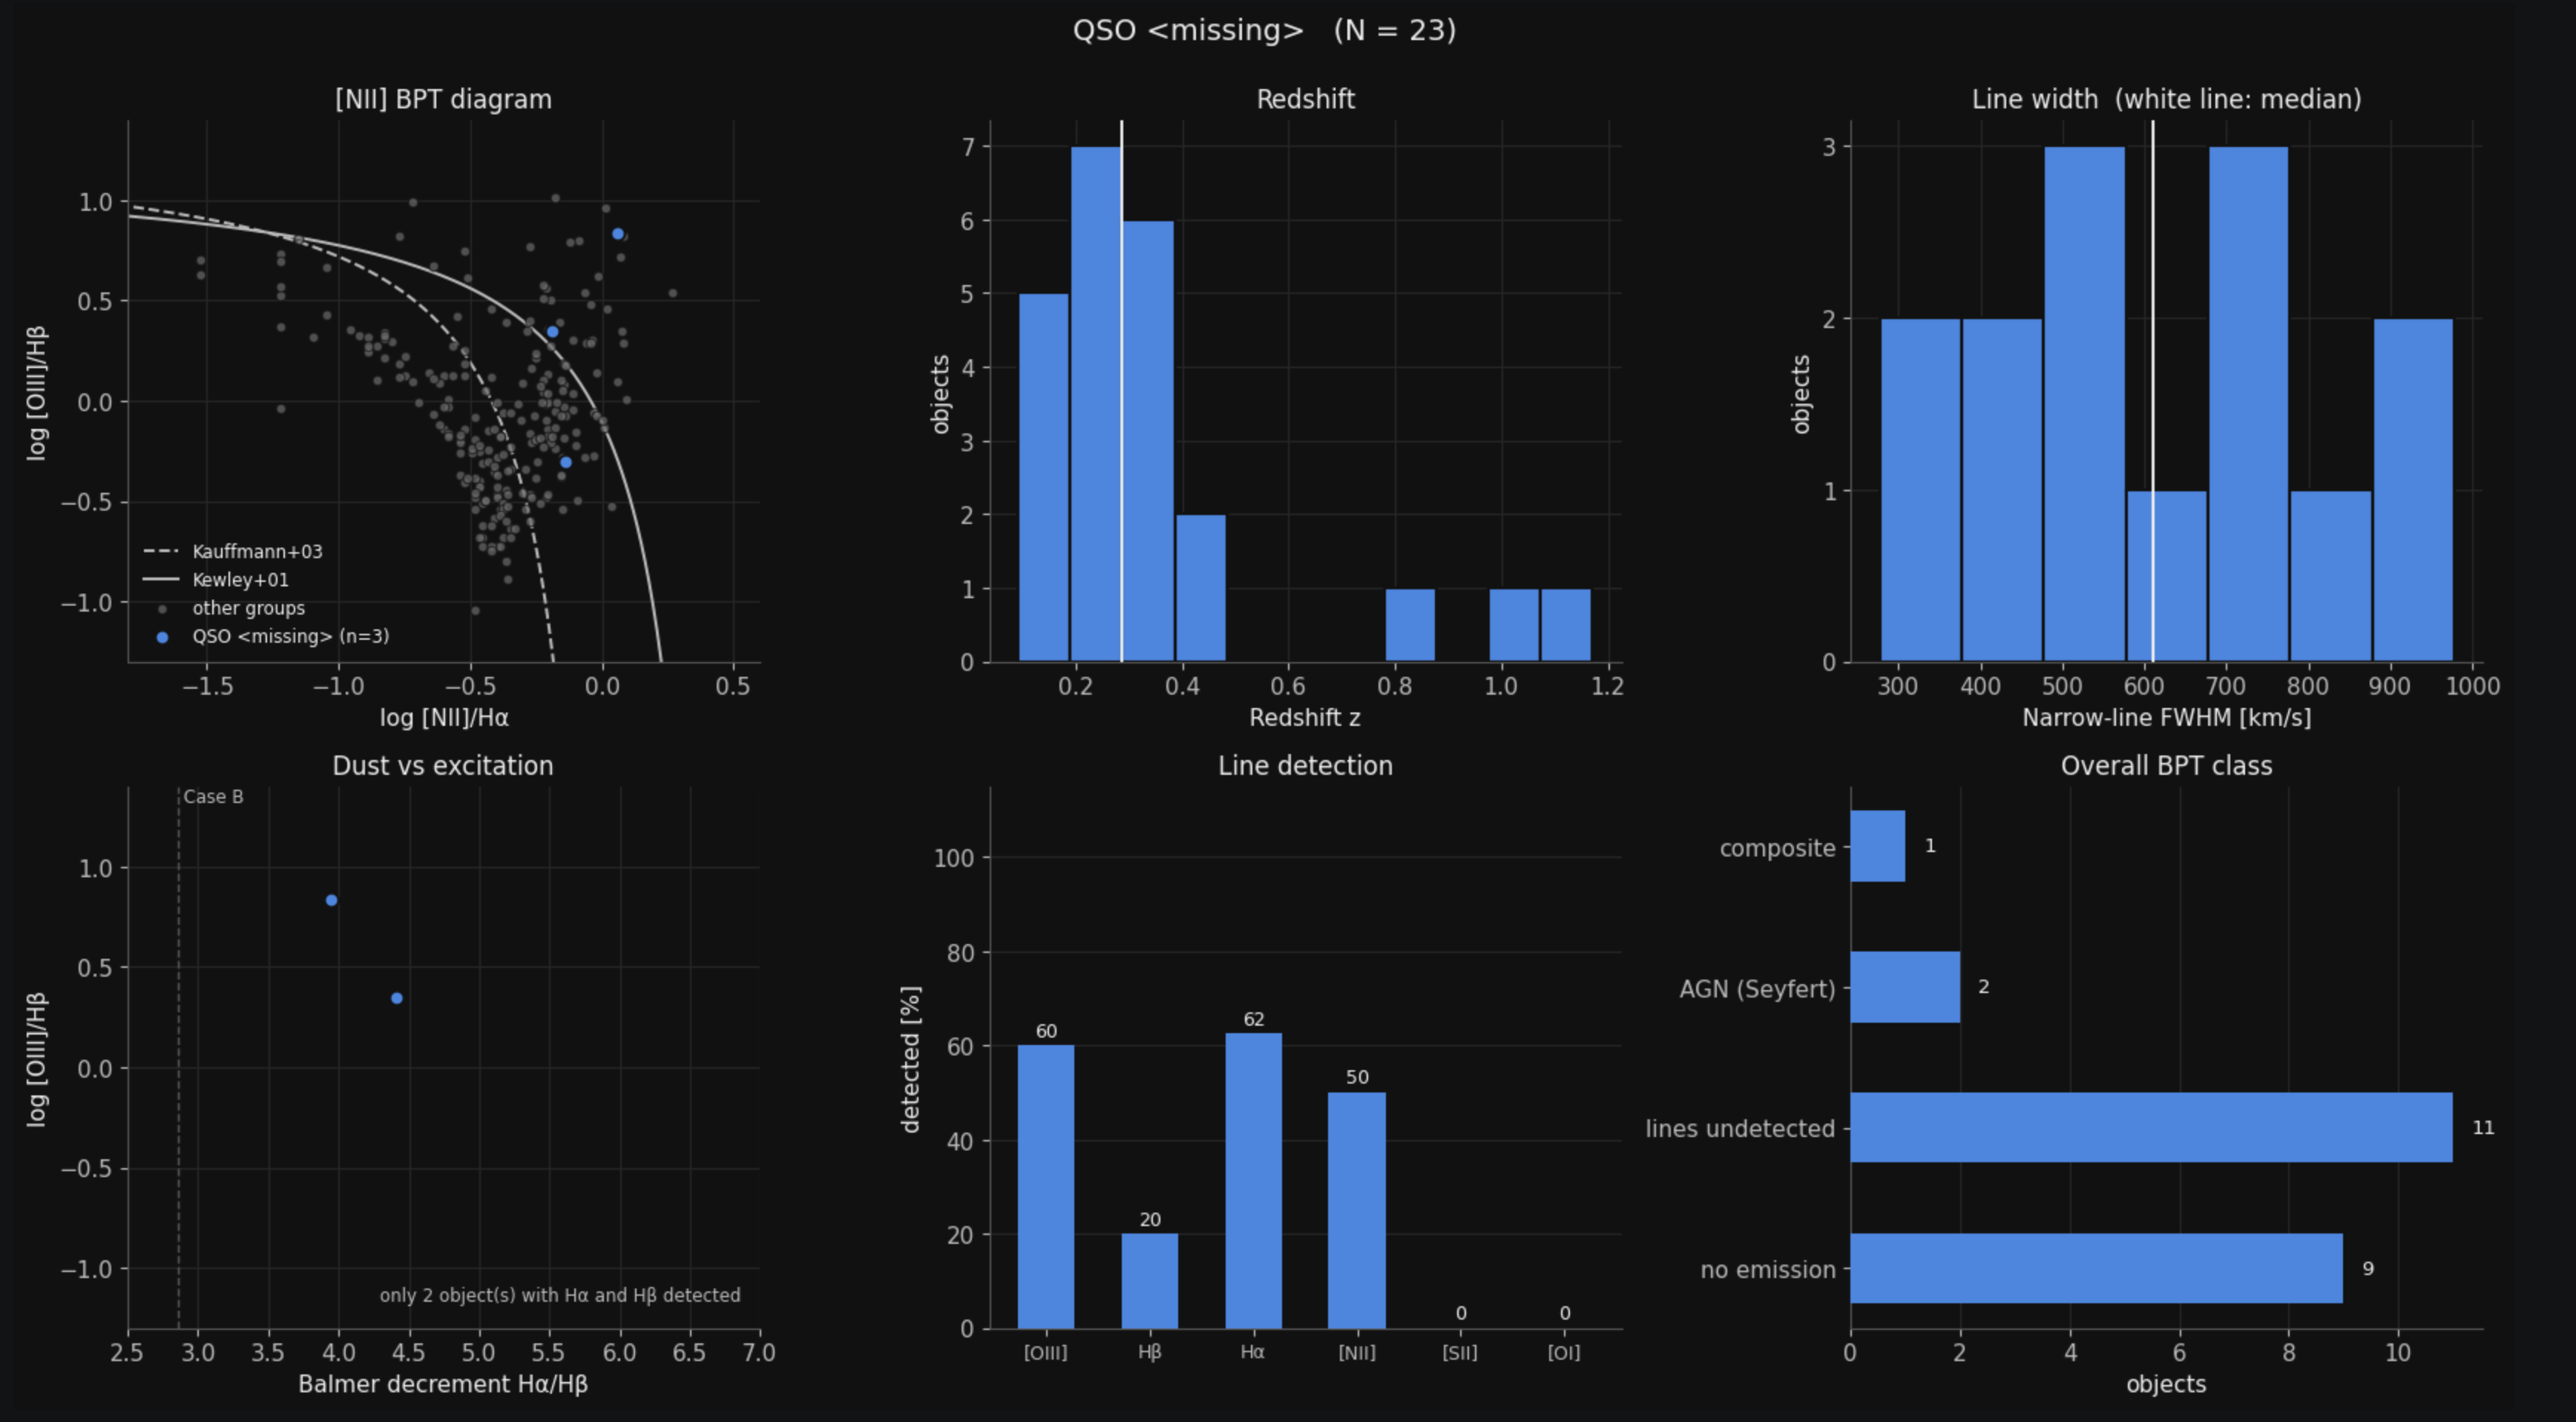 QSO <missing>   (N = 23)
[NII] BPT diagram
log [OIII]/Hβ
1.0
0.5
0.0
−0.5
−1.0
Kauffmann+03
Kewley+01
other groups
QSO <missing> (n=3)
−1.5 −1.0 −0.5 0.0 0.5
log [NII]/Hα
Redshift
objects
7
6
5
4
3
2
1
0
0.2 0.4 0.6 0.8 1.0 1.2
Redshift z
Line width  (white line: median)
objects
3
2
1
0
300 400 500 600 700 800 900 1000
Narrow-line FWHM [km/s]
Dust vs excitation
Case B
log [OIII]/Hβ
1.0
0.5
0.0
−0.5
−1.0
only 2 object(s) with Hα and Hβ detected
2.5 3.0 3.5 4.0 4.5 5.0 5.5 6.0 6.5 7.0
Balmer decrement Hα/Hβ
Line detection
detected [%]
100
80
60
40
20
0
60
20
62
50
0
0
[OIII] Hβ Hα [NII] [SII] [OI]
Overall BPT class
composite 1
AGN (Seyfert) 2
lines undetected 11
no emission 9
0 2 4 6 8 10
objects